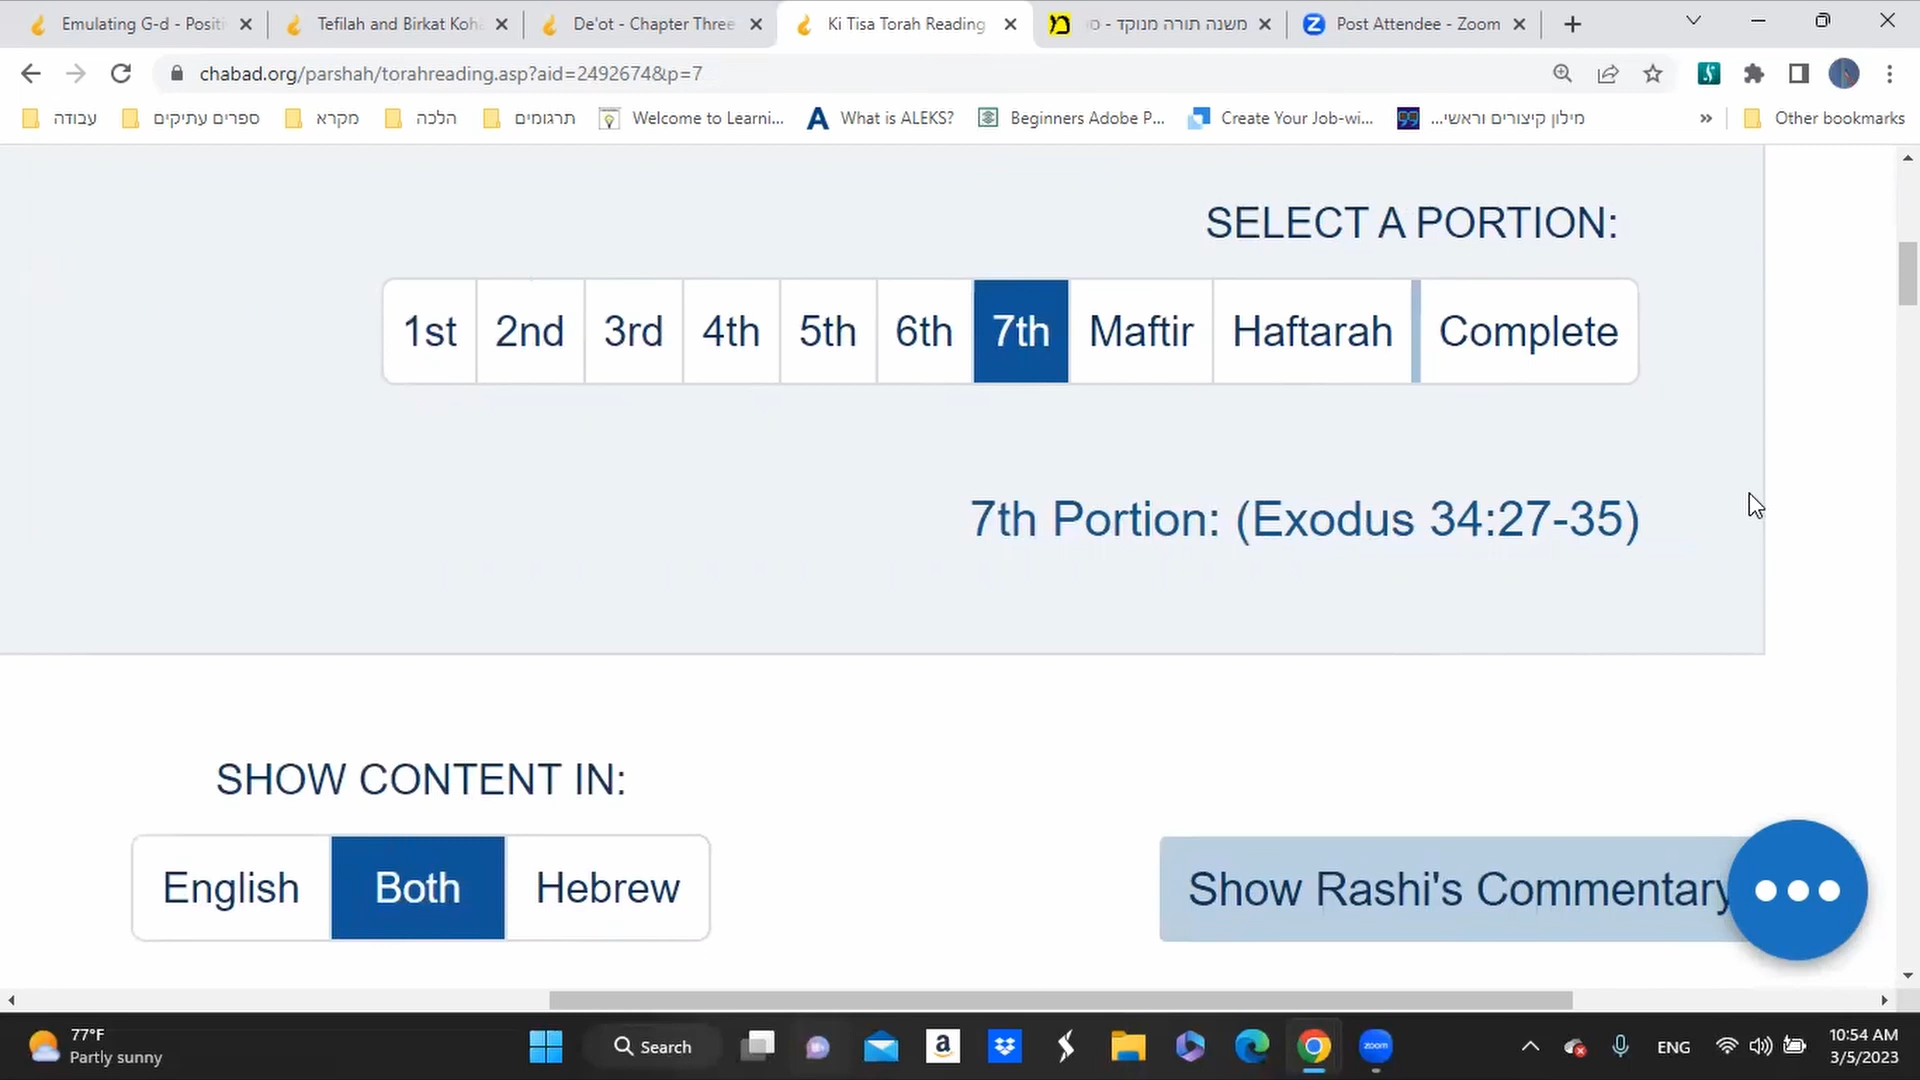 Emulating G-d - Positi
Tefilah and Birkat Koha
De'ot - Chapter Three
Ki Tisa Torah Reading
משנה תורה מנוקד - ס
Post Attendee - Zoom
chabad.org/parshah/torahreading.asp?aid=2492674&p=7
עבודה
ספרים עתיקים
מקרא
הלכה
תרגומים
Welcome to Learni...
What is ALEKS?
Beginners Adobe P...
Create Your Job-wi...
מילון קיצורים וראשי...
Other bookmarks
SELECT A PORTION:
1st 2nd 3rd 4th 5th 6th 7th Maftir Haftarah Complete
7th Portion: (Exodus 34:27-35)
SHOW CONTENT IN:
English Both Hebrew
Show Rashi's Commentary
77°F
Partly sunny
Search
zoom
ENG
10:54 AM
3/5/2023